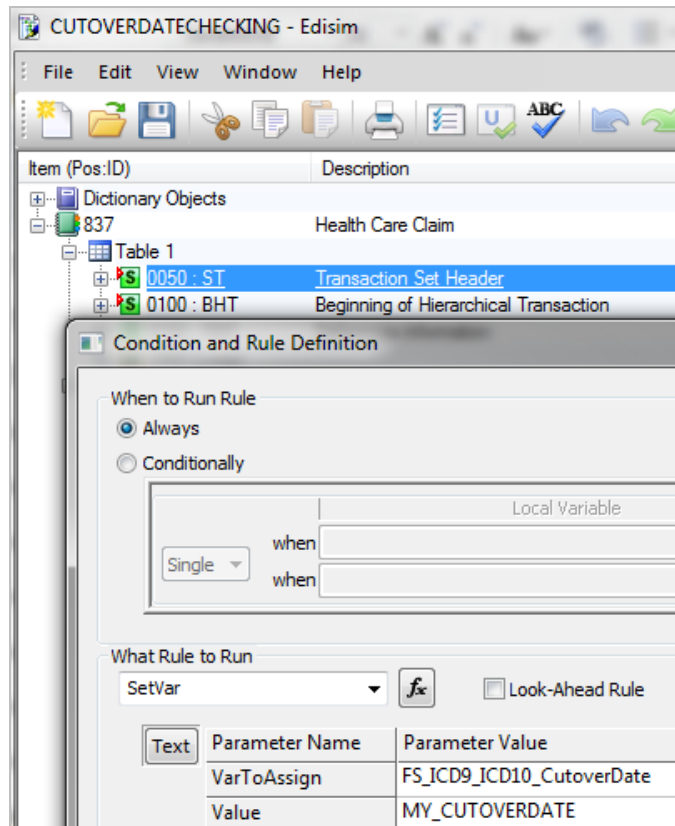 CUTOVERDATECHECKING - Edisim
File Edit View Window Help
ABC
Item (Pos:ID) Description
Dictionary Objects
837 Health Care Claim
Table 1
S 0050 : ST Transaction Set Header
S 0100 : BHT Beginning of Hierarchical Transaction
Condition and Rule Definition
When to Run Rule
Always
Conditionally
Local Variable
when
Single
when
What Rule to Run
SetVar fx Look-Ahead Rule
Text Parameter Name Parameter Value
VarToAssign FS_ICD9_ICD10_CutoverDate
Value MY_CUTOVERDATE